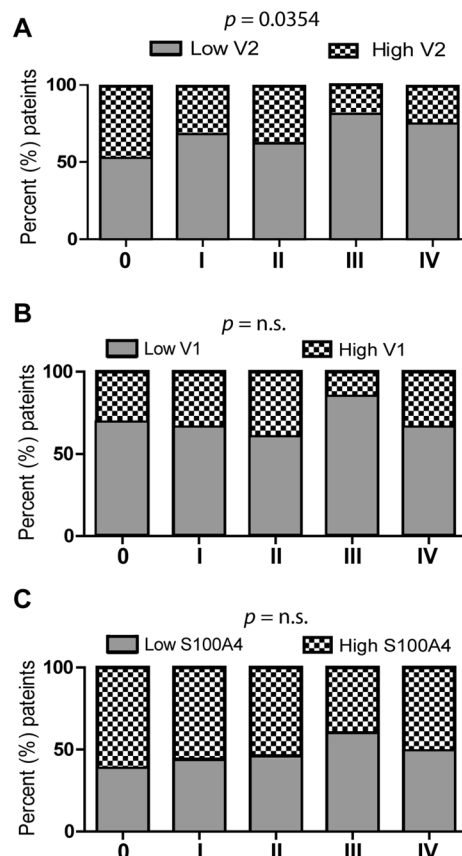 A
p = 0.0354
Low V2 High V2
Percent (%) pateints
100
50
0
0 I II III IV
B
p = n.s.
Low V1 High V1
Percent (%) pateints
100
50
0
0 I II III IV
C
p = n.s.
Low S100A4 High S100A4
Percent (%) pateints
100
50
0
0 I II III IV